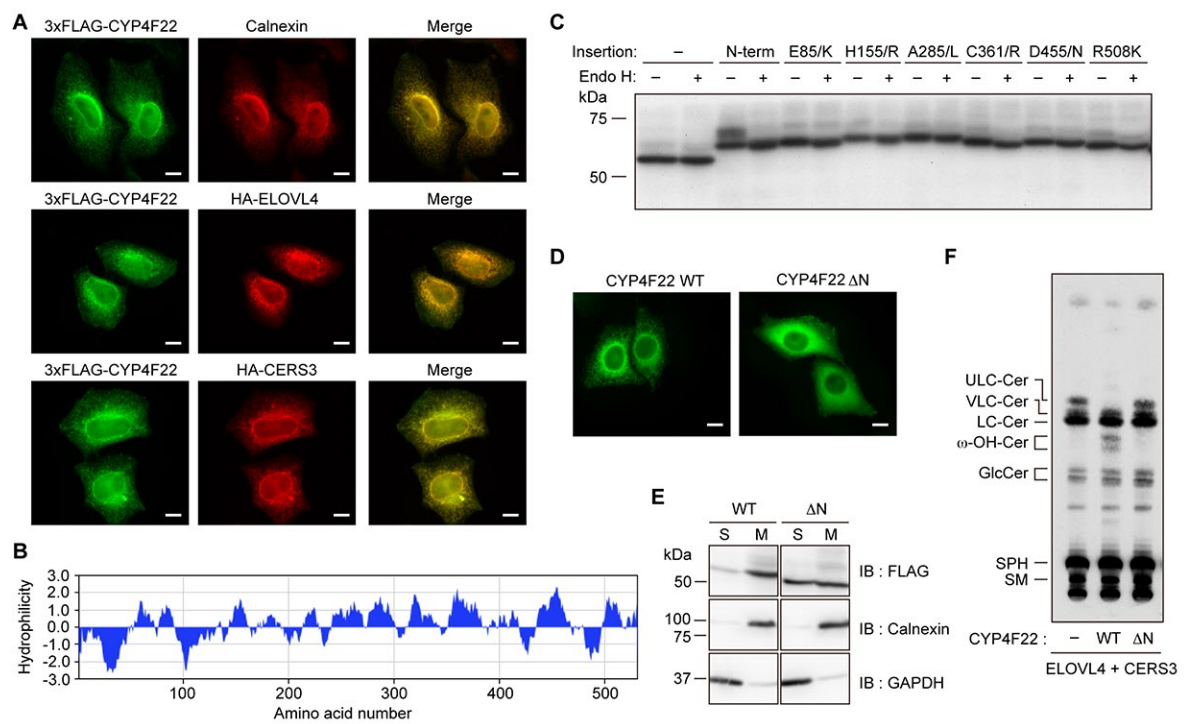 A
3xFLAG-CYP4F22 Calnexin Merge
3xFLAG-CYP4F22 HA-ELOVL4 Merge
3xFLAG-CYP4F22 HA-CERS3 Merge
B
Hydrophilicity
3.0
2.0
1.0
0.0
-1.0
-2.0
-3.0
100 200 300 400 500
Amino acid number
C
Insertion: – N-term E85/K H155/R A285/L C361/R D455/N R508K
Endo H: – + – + – + – + – + – + – + – +
kDa
75
50
D
CYP4F22 WT CYP4F22 ΔN
E
WT ΔN
S M S M
kDa
50 IB : FLAG
100
75 IB : Calnexin
37 IB : GAPDH
F
ULC-Cer
VLC-Cer
LC-Cer
ω-OH-Cer
GlcCer
SPH
SM
CYP4F22 : – WT ΔN
ELOVL4 + CERS3